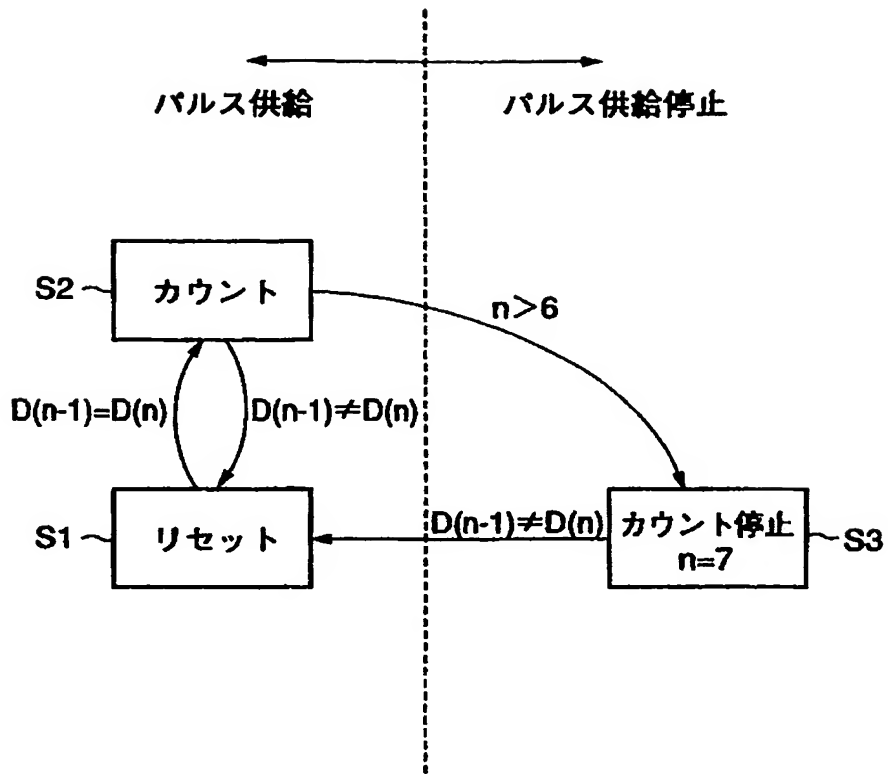 パルス供給
パルス供給停止
S2
カウント
n＞6
D(n-1)=D(n)
D(n-1)≠D(n)
S1
リセット
D(n-1)≠D(n)
カウント停止
n=7
S3